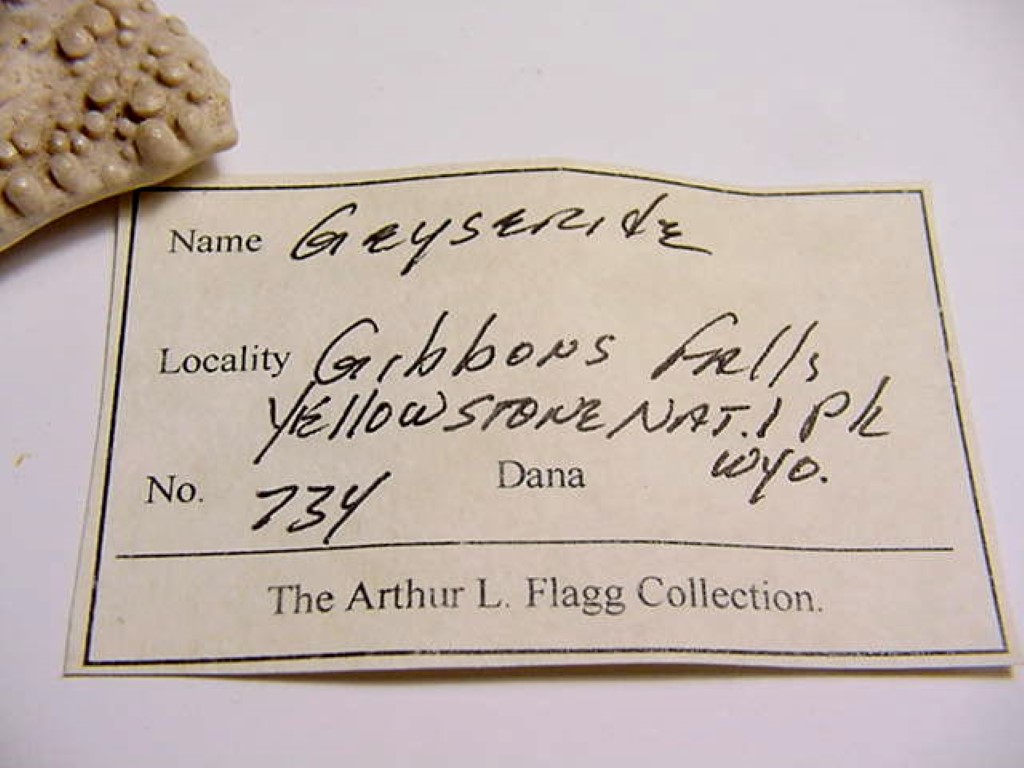 Name Geyserite
Locality Gibbons Falls
Yellowstone Nat.l Pk
Wyo.
No. 734 Dana
The Arthur L. Flagg Collection.